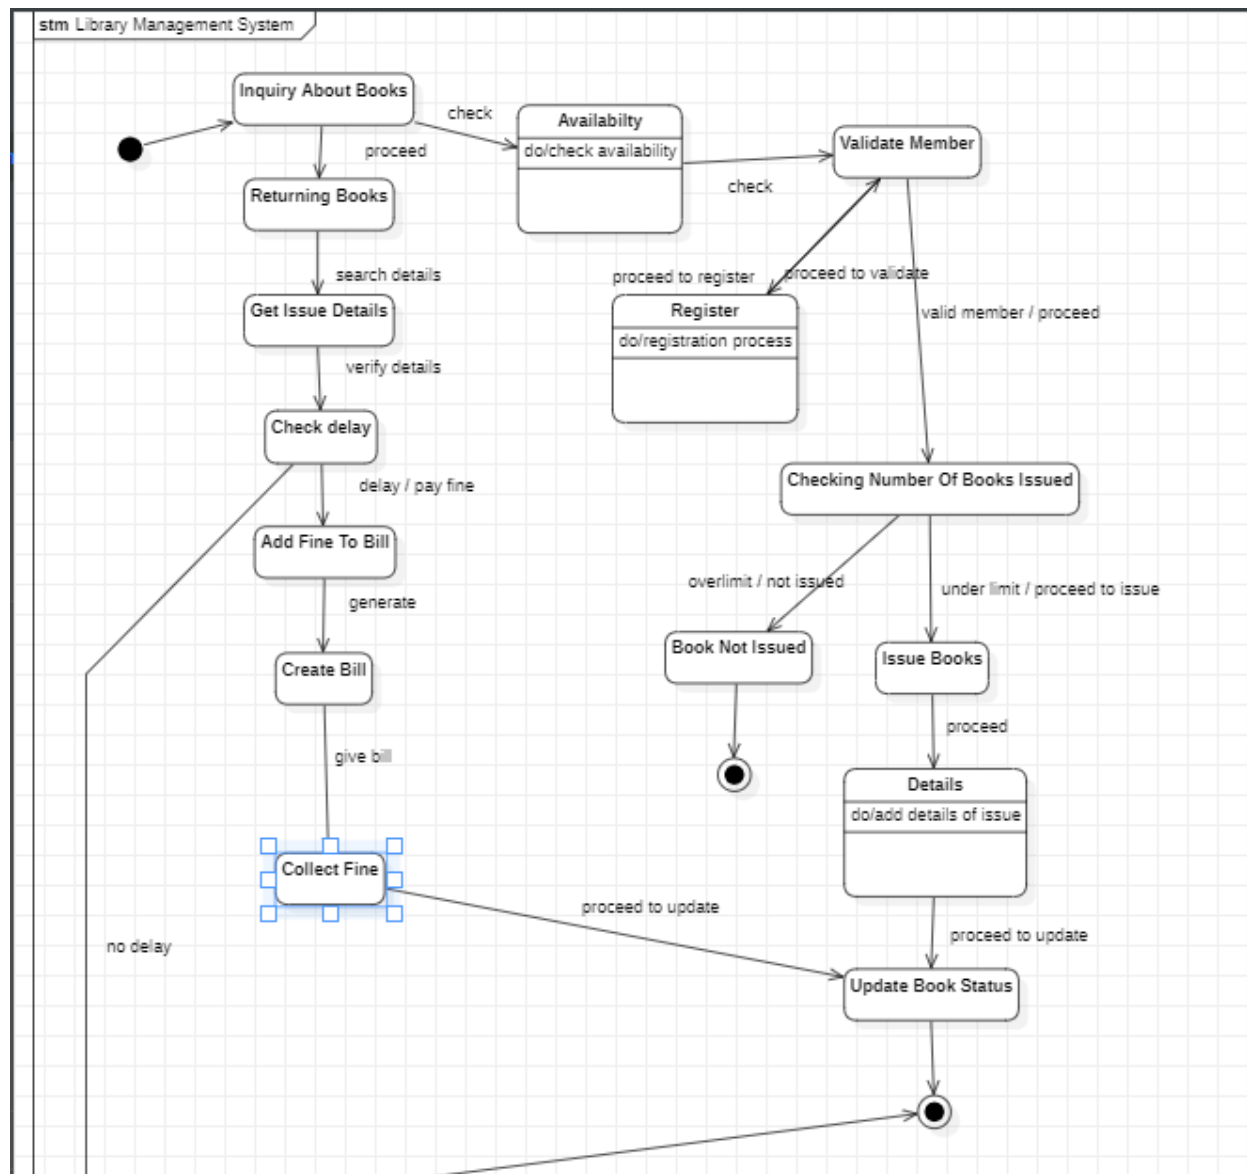 stm Library Management System
Inquiry About Books
check
Availabilty
do/check availability
Validate Member
proceed
check
Returning Books
search details
proceed to register
proceed to validate
Get Issue Details
Register
do/registration process
valid member / proceed
verify details
Check delay
delay / pay fine
Checking Number Of Books Issued
Add Fine To Bill
overlimit / not issued
under limit / proceed to issue
generate
Book Not Issued
Issue Books
Create Bill
proceed
give bill
Details
do/add details of issue
Collect Fine
proceed to update
proceed to update
no delay
Update Book Status